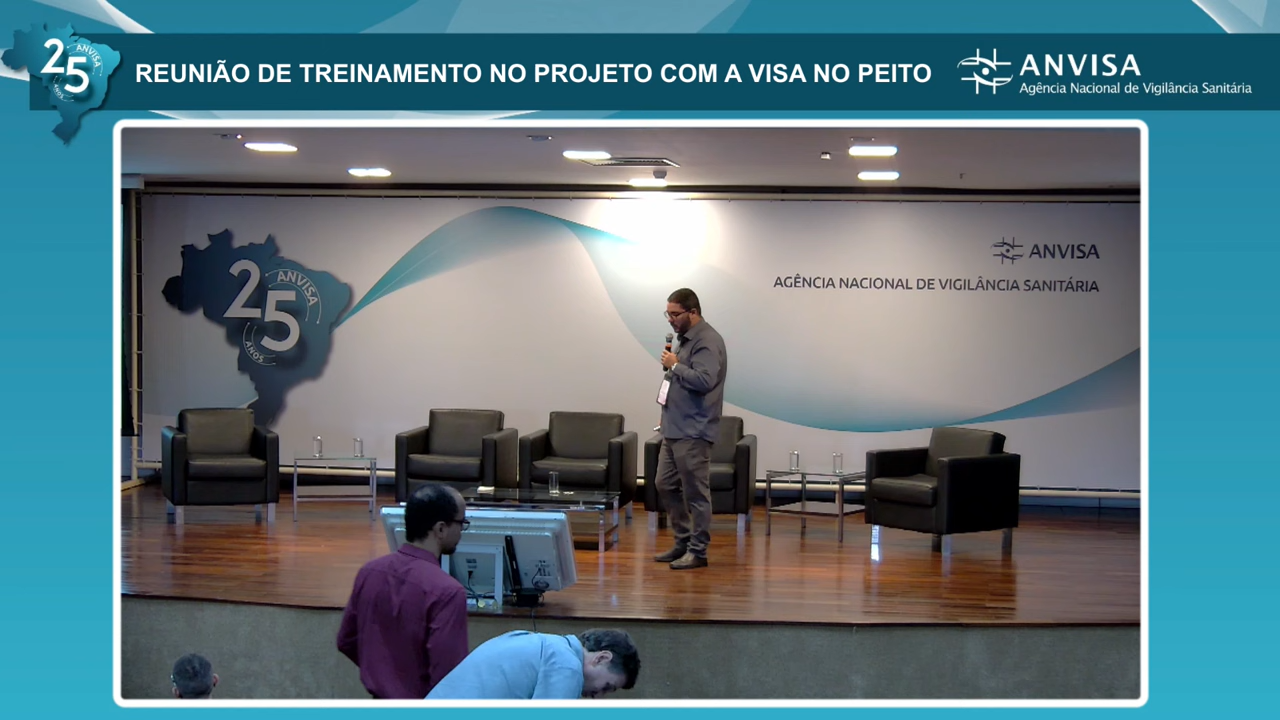 25
ANVISA
ANOS
REUNIÃO DE TREINAMENTO NO PROJETO COM A VISA NO PEITO
ANVISA
Agência Nacional de Vigilância Sanitária
25
ANVISA
ANOS
ANVISA
AGÊNCIA NACIONAL DE VIGILÂNCIA SANITÁRIA